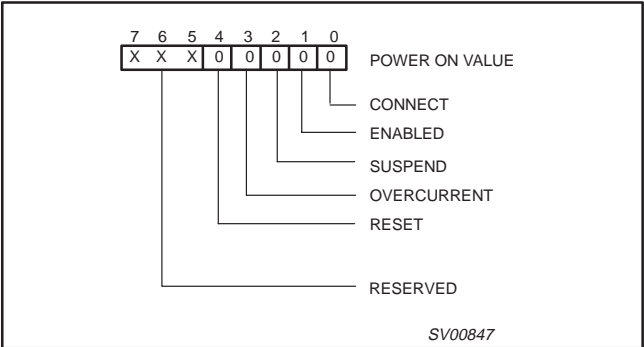 7 6 5 4 3 2 1 0
X X X 0 0 0 0 0 POWER ON VALUE
CONNECT
ENABLED
SUSPEND
OVERCURRENT
RESET
RESERVED
SV00847